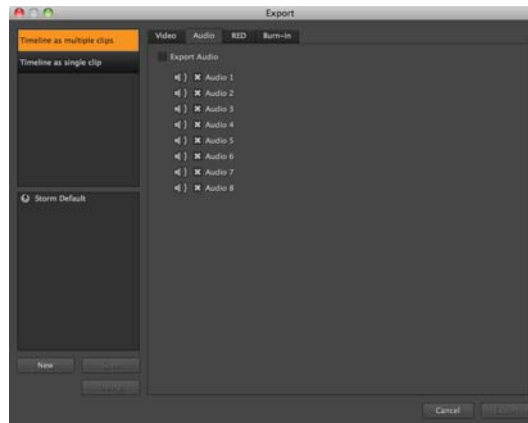 Export
Timeline as multiple clips
Timeline as single clip
Storm Default
New
Video Audio RED Burn-in
Export Audio
Audio 1
Audio 2
Audio 3
Audio 4
Audio 5
Audio 6
Audio 7
Audio 8
Cancel